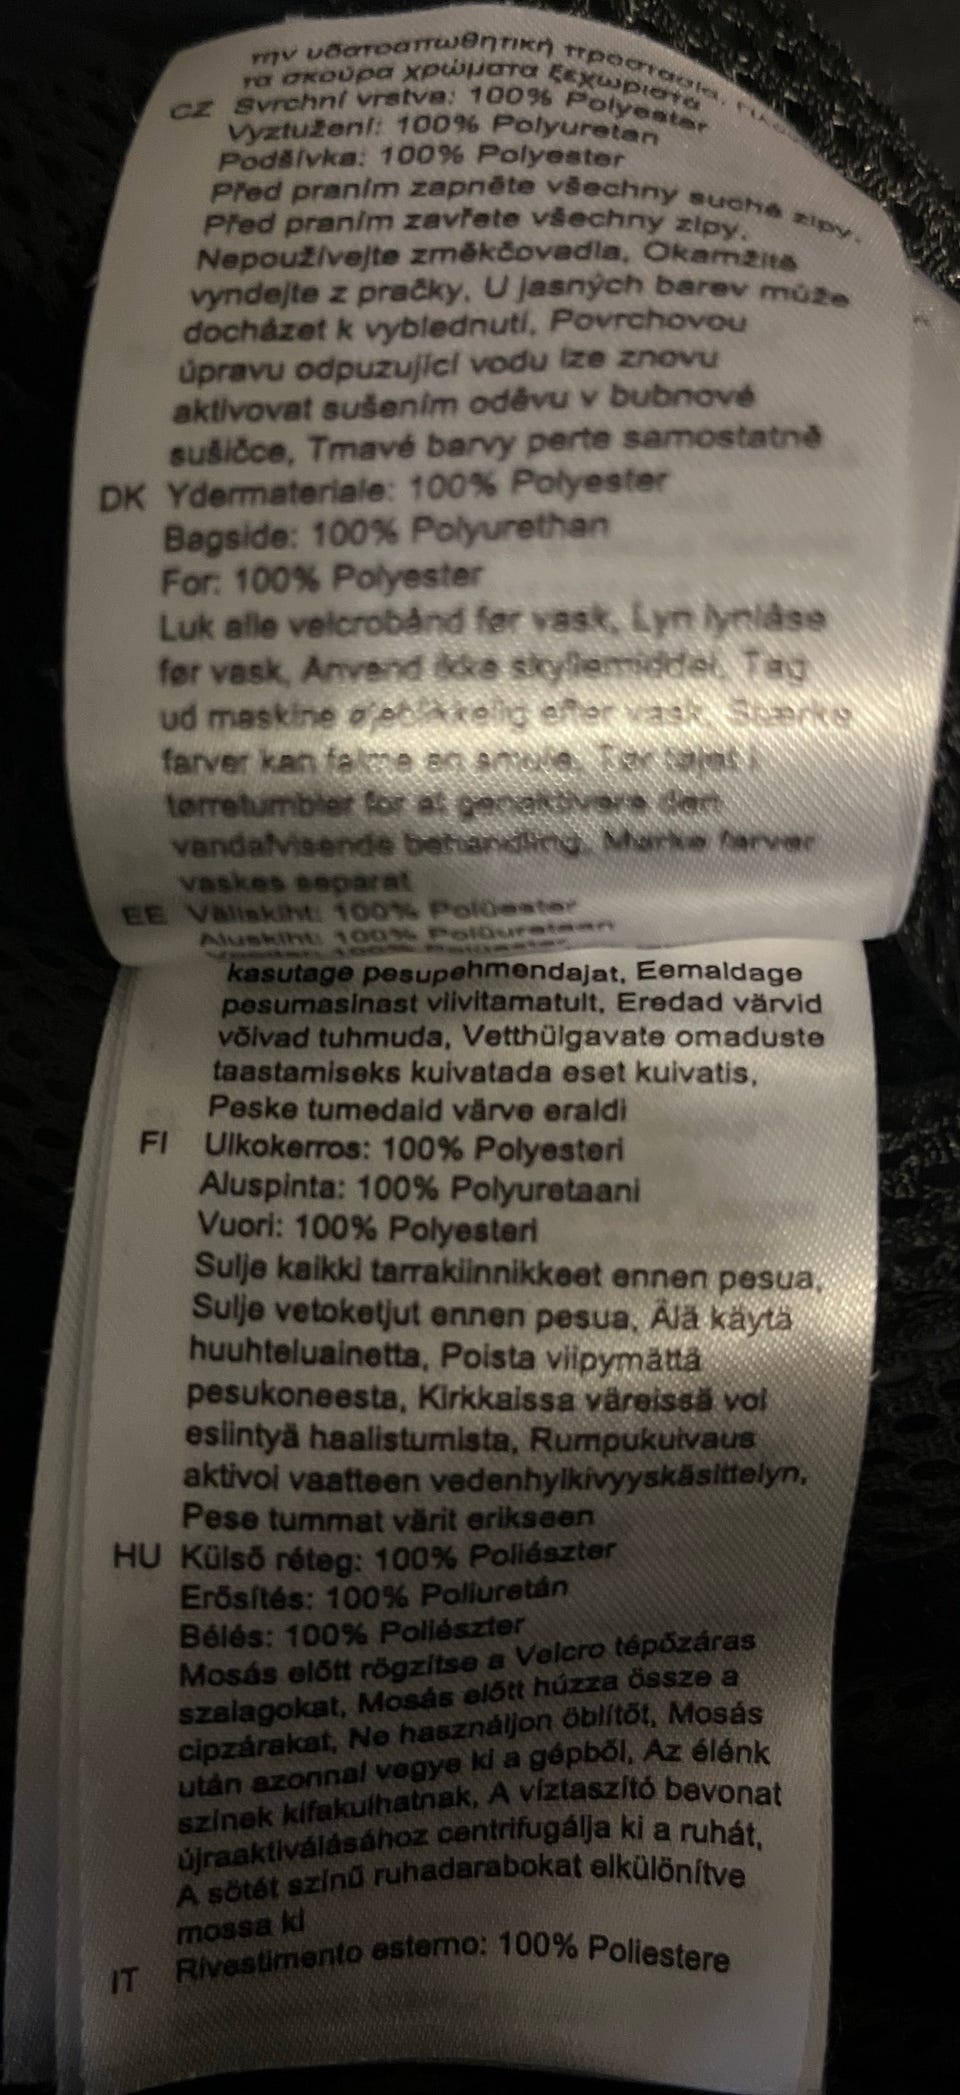 την υδατοαπωθητική προστασία,
τα σκούρα χρώματα ξεχωριστά
CZ Svrchní vrstva: 100% Polyester
Vyztužení: 100% Polyuretan
Podšívka: 100% Polyester
Před praním zapněte všechny suché zipy,
Před praním zavřete všechny zipy,
Nepoužívejte změkčovadla, Okamžitě
vyndejte z pračky, U jasných barev může
docházet k vyblednutí, Povrchovou
úpravu odpuzující vodu lze znovu
aktivovat sušením oděvu v bubnové
sušičce, Tmavé barvy perte samostatně
DK Ydermateriale: 100% Polyester
Bagside: 100% Polyurethan
For: 100% Polyester
Luk alle velcrobånd før vask, Lyn lynlåse
før vask, Anvend ikke skyllemiddel, Tag
ud maskine øjeblikkelig efter vask, Stærke
farver kan falme en smule, Tør tøjet i
tørretumbler for at genaktivere den
vandafvisende behandling, Mørke farver
vaskes separat
EE Väliskiht: 100% Polüester
Aluskiht: 100% Polüuretaan
kasutage pesupehmendajat, Eemaldage
pesumasinast viivitamatult, Eredad värvid
võivad tuhmuda, Vetthülgavate omaduste
taastamiseks kuivatada eset kuivatis,
Peske tumedaid värve eraldi
FI Ulkokerros: 100% Polyesteri
Aluspinta: 100% Polyuretaani
Vuori: 100% Polyesteri
Sulje kaikki tarrakiinnikkeet ennen pesua,
Sulje vetoketjut ennen pesua, Älä käytä
huuhteluainetta, Poista viipymättä
pesukoneesta, Kirkkaissa väreissä voi
esiintyä haalistumista, Rumpukuivaus
aktivoi vaatteen vedenhylkivyyskäsittelyn,
Pese tummat värit erikseen
HU Külső réteg: 100% Poliészter
Erősítés: 100% Poliuretán
Bélés: 100% Poliészter
Mosás előtt rögzítse a Velcro tépőzáras
szalagokat, Mosás előtt húzza össze a
cipzárakat, Ne használjon öblítőt, Mosás
után azonnal vegye ki a gépből, Az élénk
színek kifakulhatnak, A víztaszító bevonat
újraaktiválásához centrifugálja ki a ruhát,
A sötét színű ruhadarabokat elkülönítve
mossa ki
IT Rivestimento esterno: 100% Poliestere